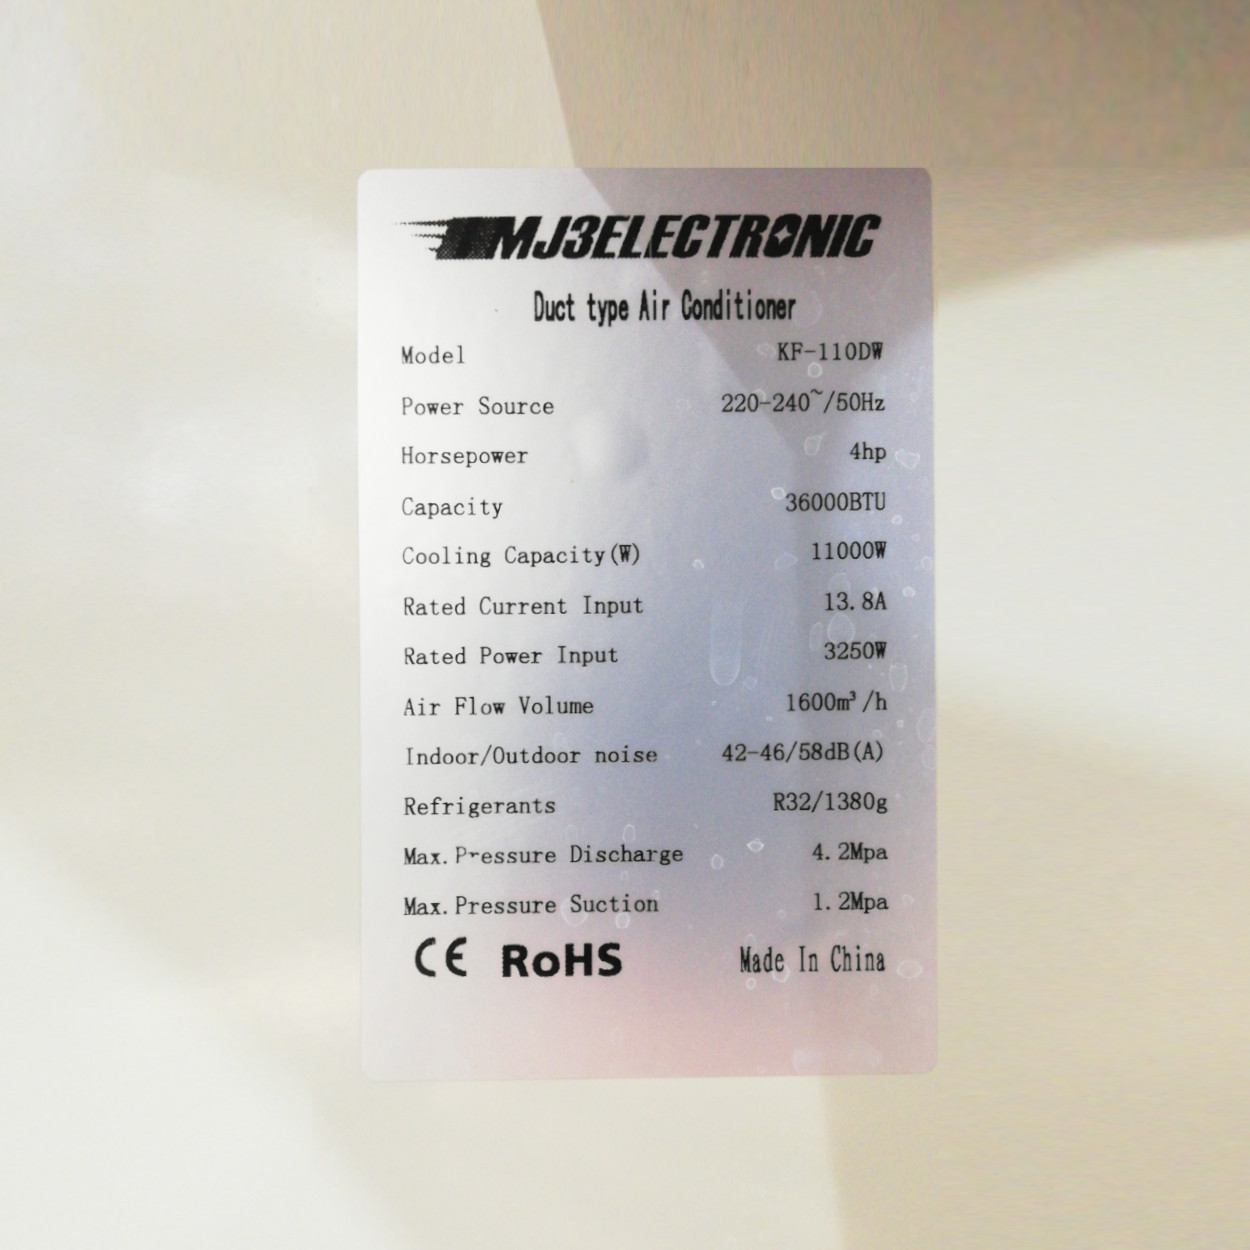 MJ3ELECTRONIC
Duct type Air Conditioner
Model KF-110DW
Power Source 220-240~/50Hz
Horsepower 4hp
Capacity 36000BTU
Cooling Capacity(W) 11000W
Rated Current Input 13.8A
Rated Power Input 3250W
Air Flow Volume 1600m³/h
Indoor/Outdoor noise 42-46/58dB(A)
Refrigerants R32/1380g
Max.Pressure Discharge 4.2Mpa
Max.Pressure Suction 1.2Mpa
CE RoHS Made In China